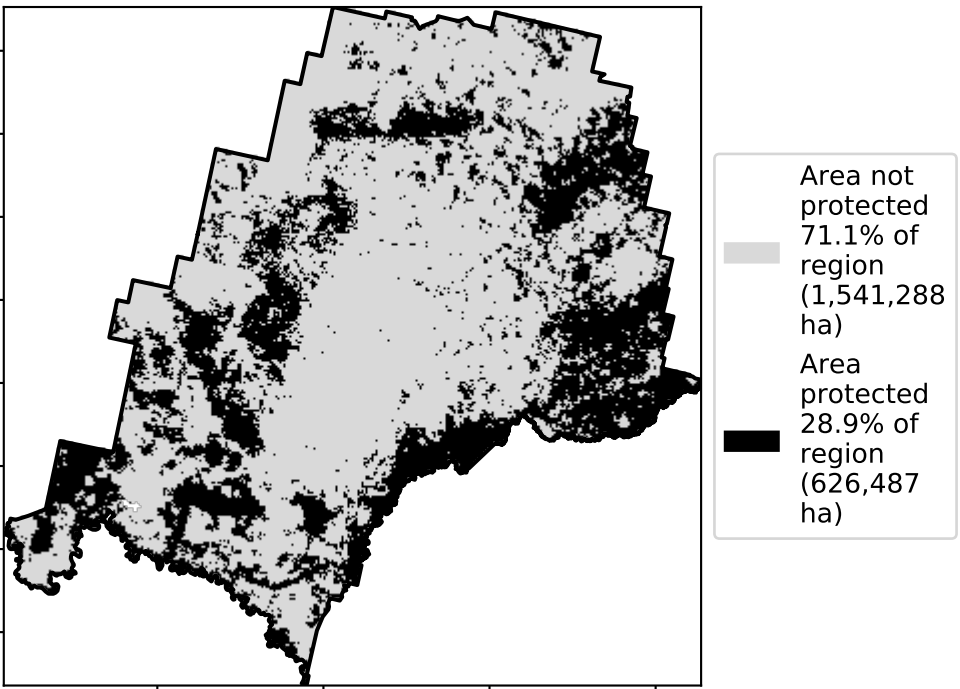 Area not
protected
71.1% of
region
(1,541,288
ha)
Area
protected
28.9% of
region
(626,487
ha)